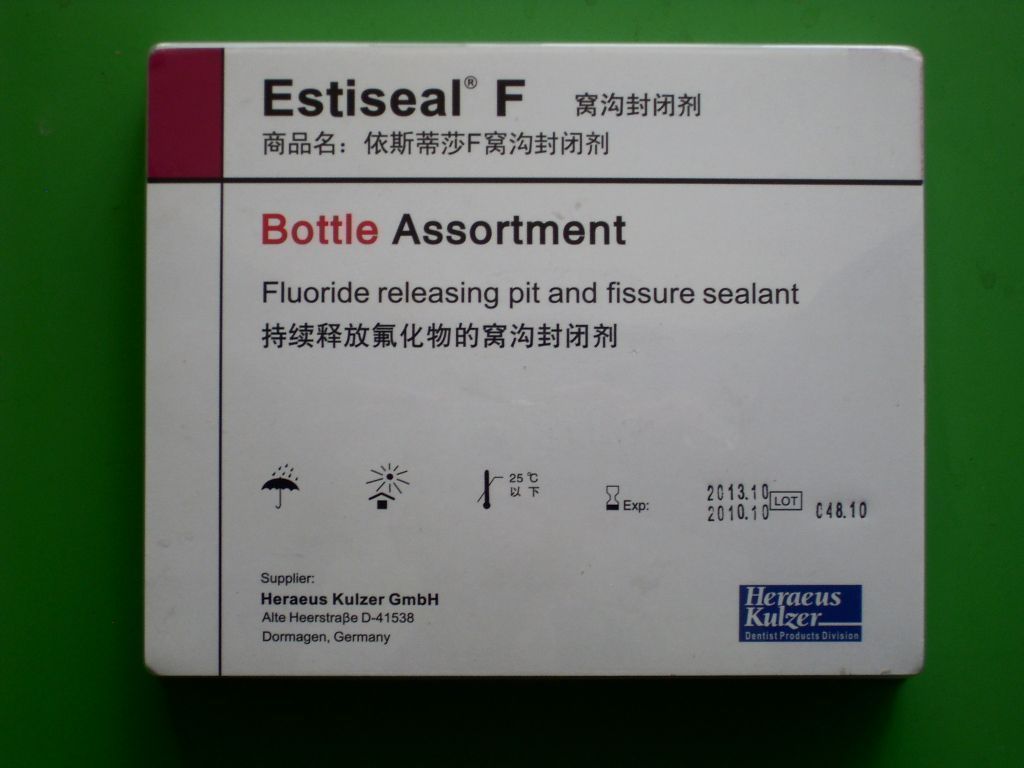 Estiseal® F 窝沟封闭剂
商品名：依斯蒂莎F窝沟封闭剂
Bottle Assortment
Fluoride releasing pit and fissure sealant
持续释放氟化物的窝沟封闭剂
25℃
以下
Exp:
2013.10
2010.10
LOT
048.10
Supplier:
Heraeus Kulzer GmbH
Alte Heerstraβe D-41538
Dormagen, Germany
Heraeus
Kulzer
Dentist Products Division